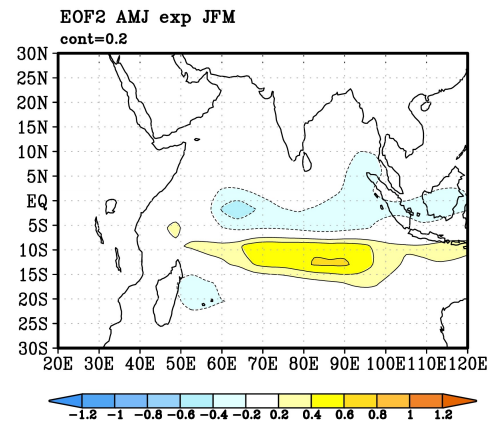 EOF2 AMJ exp JFM
cont=0.2
30N
25N
20N
15N
10N
5N
EQ
5S
10S
15S
20S
25S
30S
20E 30E 40E 50E 60E 70E 80E 90E 100E 110E 120E
-1.2 -1 -0.8 -0.6 -0.4 -0.2 0.2 0.4 0.6 0.8 1 1.2